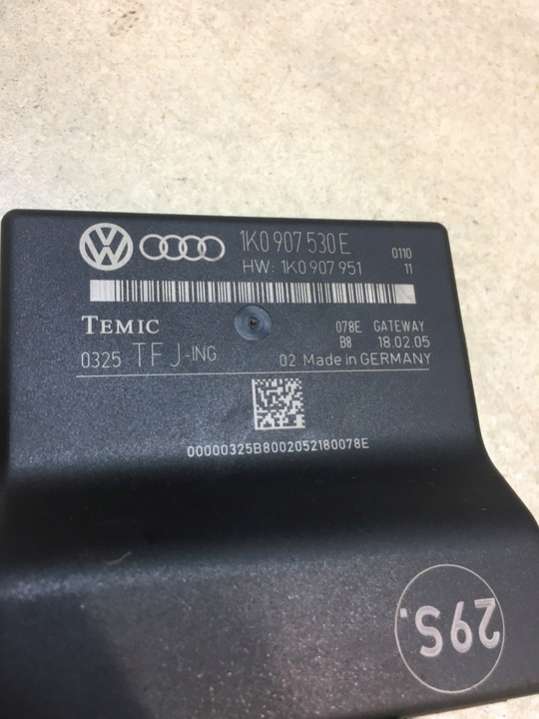 1K0 907 530 E
HW: 1K0 907 951
0110
11
TEMIC
0325 TFJ-ING
078E GATEWAY
B8 18.02.05
02 Made in GERMANY
00000325B8002052180078E
29S.